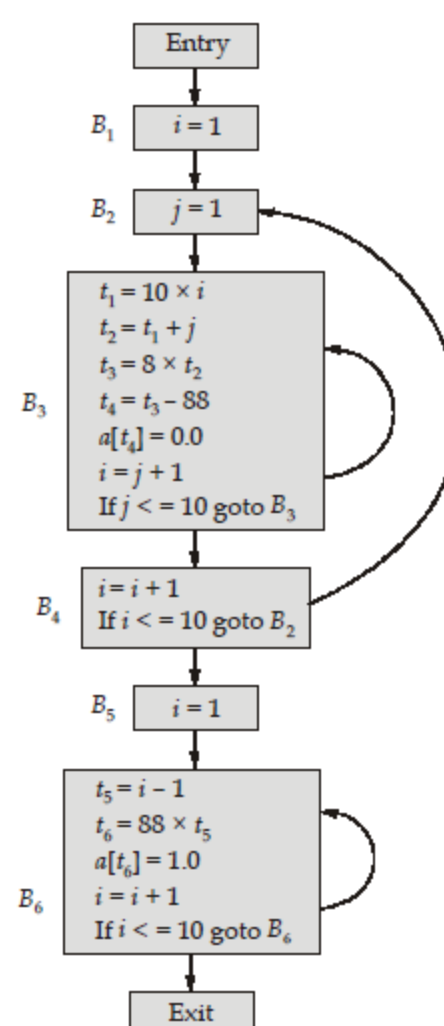 Entry
B₁
i = 1
B₂
j = 1
B₃
t₁ = 10 × i
t₂ = t₁ + j
t₃ = 8 × t₂
t₄ = t₃ – 88
a[t₄] = 0.0
i = j + 1
If j < = 10 goto B₃
B₄
i = i + 1
If i < = 10 goto B₂
B₅
i = 1
B₆
t₅ = i – 1
t₆ = 88 × t₅
a[t₆] = 1.0
i = i + 1
If i < = 10 goto B₆
Exit